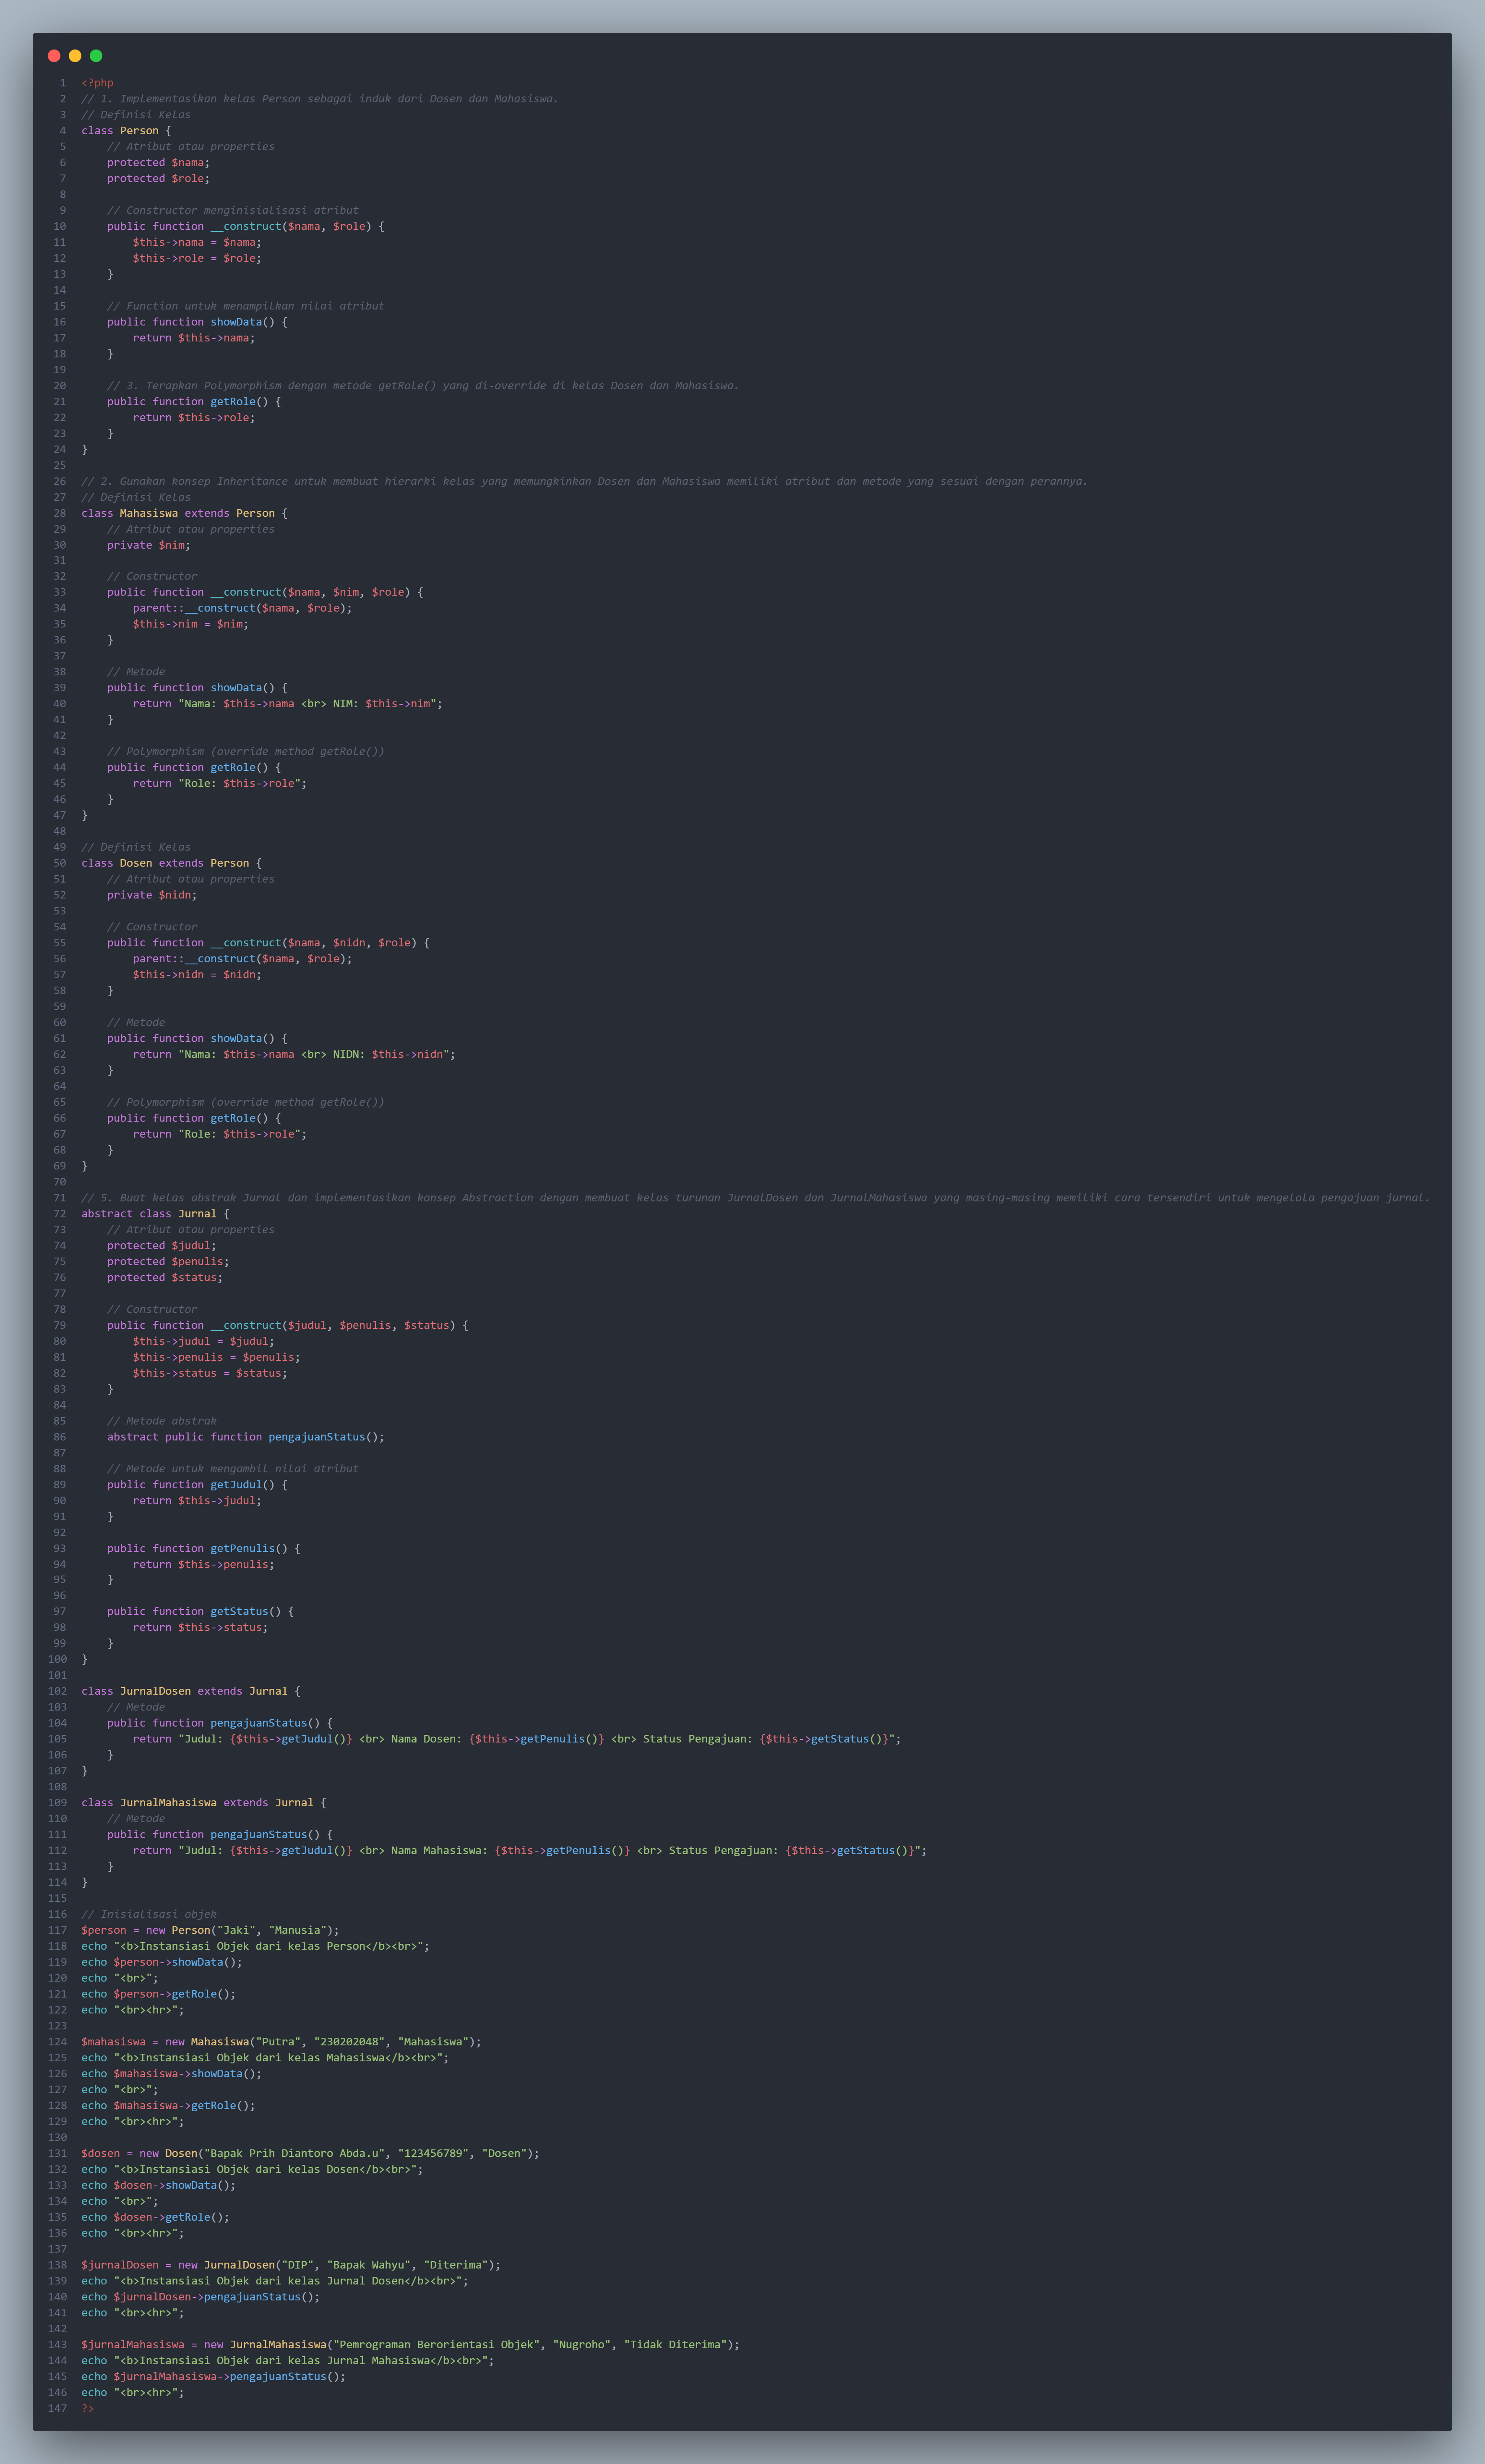 1 <?php
2 // 1. Implementasikan kelas Person sebagai induk dari Dosen dan Mahasiswa.
3 // Definisi Kelas
4 class Person {
5     // Atribut atau properties
6     protected $nama;
7     protected $role;
8
9     // Constructor menginisialisasi atribut
10     public function __construct($nama, $role) {
11         $this->nama = $nama;
12         $this->role = $role;
13     }
14
15     // Function untuk menampilkan nilai atribut
16     public function showData() {
17         return $this->nama;
18     }
19
20     // 3. Terapkan Polymorphism dengan metode getRole() yang di-override di kelas Dosen dan Mahasiswa.
21     public function getRole() {
22         return $this->role;
23     }
24 }
25
26 // 2. Gunakan konsep Inheritance untuk membuat hierarki kelas yang memungkinkan Dosen dan Mahasiswa memiliki atribut dan metode yang sesuai dengan perannya.
27 // Definisi Kelas
28 class Mahasiswa extends Person {
29     // Atribut atau properties
30     private $nim;
31
32     // Constructor
33     public function __construct($nama, $nim, $role) {
34         parent::__construct($nama, $role);
35         $this->nim = $nim;
36     }
37
38     // Metode
39     public function showData() {
40         return "Nama: $this->nama <br> NIM: $this->nim";
41     }
42
43     // Polymorphism (override method getRole())
44     public function getRole() {
45         return "Role: $this->role";
46     }
47 }
48
49 // Definisi Kelas
50 class Dosen extends Person {
51     // Atribut atau properties
52     private $nidn;
53
54     // Constructor
55     public function __construct($nama, $nidn, $role) {
56         parent::__construct($nama, $role);
57         $this->nidn = $nidn;
58     }
59
60     // Metode
61     public function showData() {
62         return "Nama: $this->nama <br> NIDN: $this->nidn";
63     }
64
65     // Polymorphism (override method getRole())
66     public function getRole() {
67         return "Role: $this->role";
68     }
69 }
70
71 // 5. Buat kelas abstrak Jurnal dan implementasikan konsep Abstraction dengan membuat kelas turunan JurnalDosen dan JurnalMahasiswa yang masing-masing memiliki cara tersendiri untuk mengelola pengajuan jurnal.
72 abstract class Jurnal {
73     // Atribut atau properties
74     protected $judul;
75     protected $penulis;
76     protected $status;
77
78     // Constructor
79     public function __construct($judul, $penulis, $status) {
80         $this->judul = $judul;
81         $this->penulis = $penulis;
82         $this->status = $status;
83     }
84
85     // Metode abstrak
86     abstract public function pengajuanStatus();
87
88     // Metode untuk mengambil nilai atribut
89     public function getJudul() {
90         return $this->judul;
91     }
92
93     public function getPenulis() {
94         return $this->penulis;
95     }
96
97     public function getStatus() {
98         return $this->status;
99     }
100 }
101
102 class JurnalDosen extends Jurnal {
103     // Metode
104     public function pengajuanStatus() {
105         return "Judul: {$this->getJudul()} <br> Nama Dosen: {$this->getPenulis()} <br> Status Pengajuan: {$this->getStatus()}";
106     }
107 }
108
109 class JurnalMahasiswa extends Jurnal {
110     // Metode
111     public function pengajuanStatus() {
112         return "Judul: {$this->getJudul()} <br> Nama Mahasiswa: {$this->getPenulis()} <br> Status Pengajuan: {$this->getStatus()}";
113     }
114 }
115
116 // Inisialisasi objek
117 $person = new Person("Jaki", "Manusia");
118 echo "<b>Instansiasi Objek dari kelas Person</b><br>";
119 echo $person->showData();
120 echo "<br>";
121 echo $person->getRole();
122 echo "<br><hr>";
123
124 $mahasiswa = new Mahasiswa("Putra", "230202048", "Mahasiswa");
125 echo "<b>Instansiasi Objek dari kelas Mahasiswa</b><br>";
126 echo $mahasiswa->showData();
127 echo "<br>";
128 echo $mahasiswa->getRole();
129 echo "<br><hr>";
130
131 $dosen = new Dosen("Bapak Prih Diantoro Abda.u", "123456789", "Dosen");
132 echo "<b>Instansiasi Objek dari kelas Dosen</b><br>";
133 echo $dosen->showData();
134 echo "<br>";
135 echo $dosen->getRole();
136 echo "<br><hr>";
137
138 $jurnalDosen = new JurnalDosen("DIP", "Bapak Wahyu", "Diterima");
139 echo "<b>Instansiasi Objek dari kelas Jurnal Dosen</b><br>";
140 echo $jurnalDosen->pengajuanStatus();
141 echo "<br><hr>";
142
143 $jurnalMahasiswa = new JurnalMahasiswa("Pemrograman Berorientasi Objek", "Nugroho", "Tidak Diterima");
144 echo "<b>Instansiasi Objek dari kelas Jurnal Mahasiswa</b><br>";
145 echo $jurnalMahasiswa->pengajuanStatus();
146 echo "<br><hr>";
147 ?>